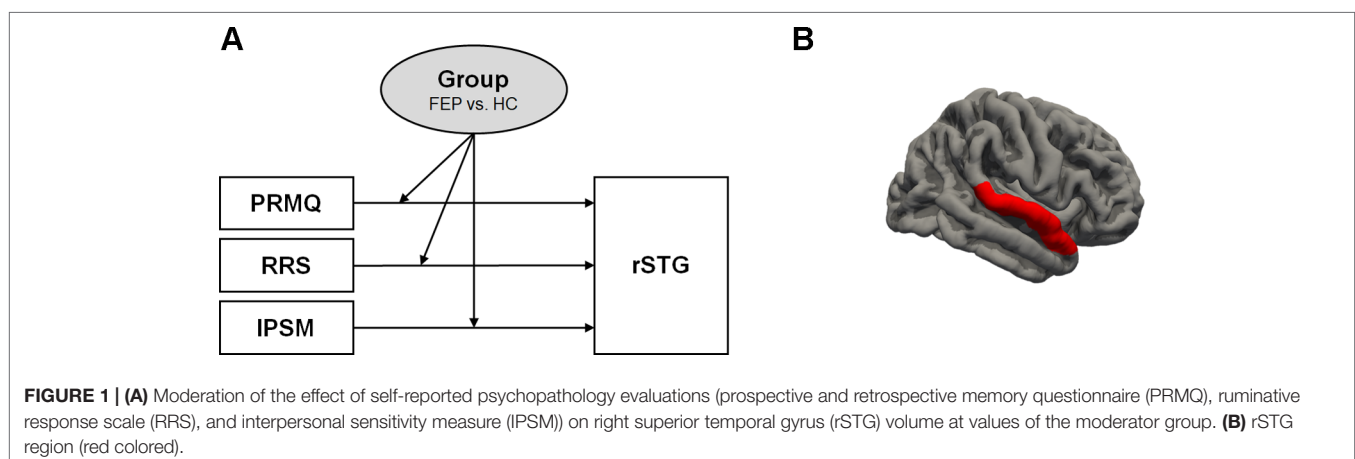 A
B
Group
FEP vs. HC
PRMQ
RRS
IPSM
rSTG
FIGURE 1 | (A) Moderation of the effect of self-reported psychopathology evaluations (prospective and retrospective memory questionnaire (PRMQ), ruminative
response scale (RRS), and interpersonal sensitivity measure (IPSM)) on right superior temporal gyrus (rSTG) volume at values of the moderator group. (B) rSTG
region (red colored).